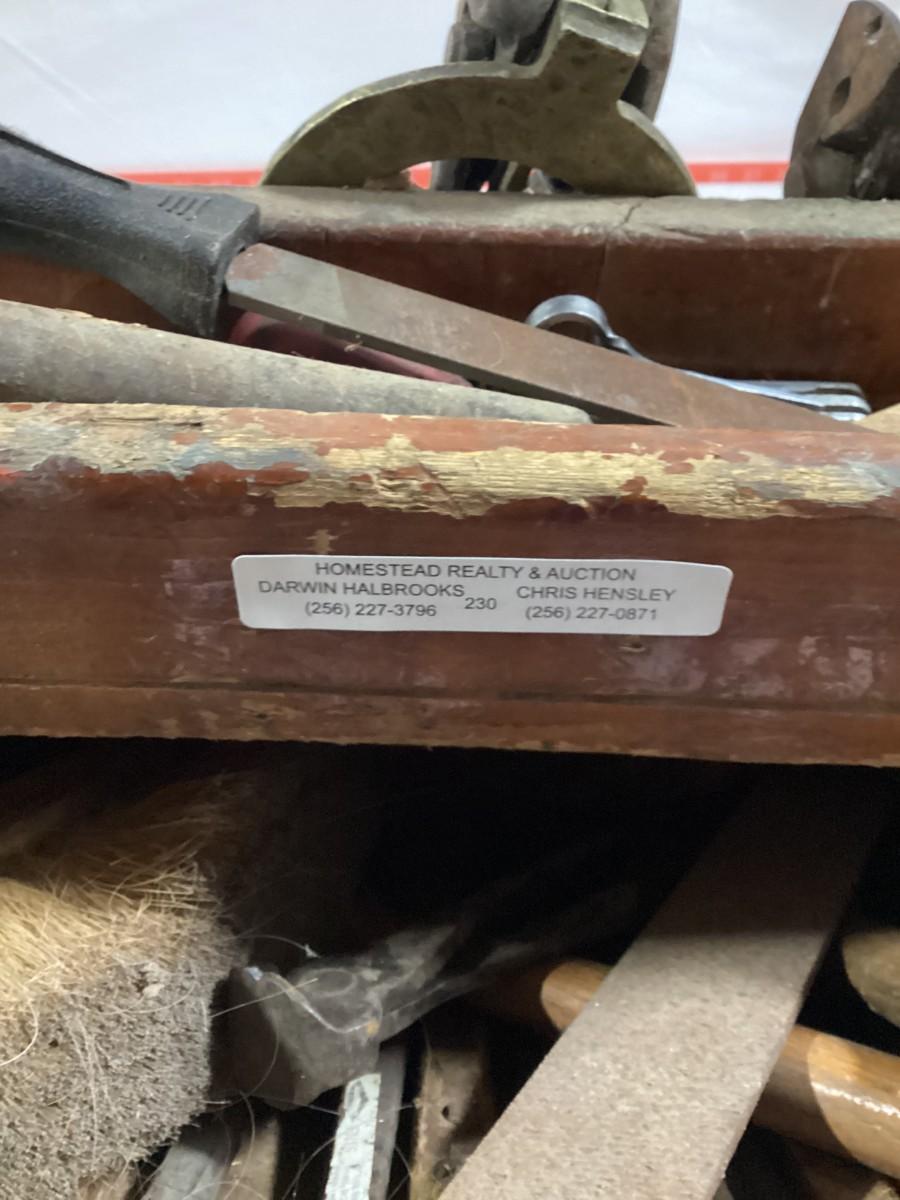 HOMESTEAD REALTY & AUCTION
DARWIN HALBROOKS 230 CHRIS HENSLEY
(256) 227-3796 (256) 227-0871